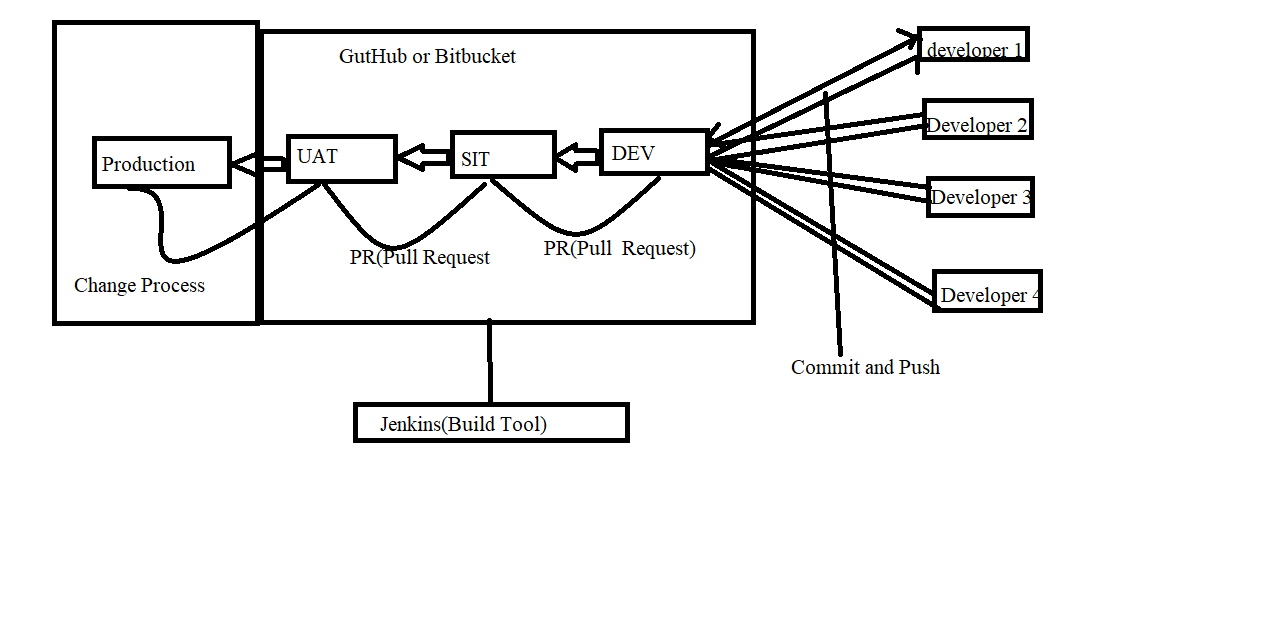 GutHub or Bitbucket
developer 1
Developer 2
Production
UAT
SIT
DEV
Developer 3
PR(Pull Request
PR(Pull  Request)
Change Process
Developer 4
Commit and Push
Jenkins(Build Tool)